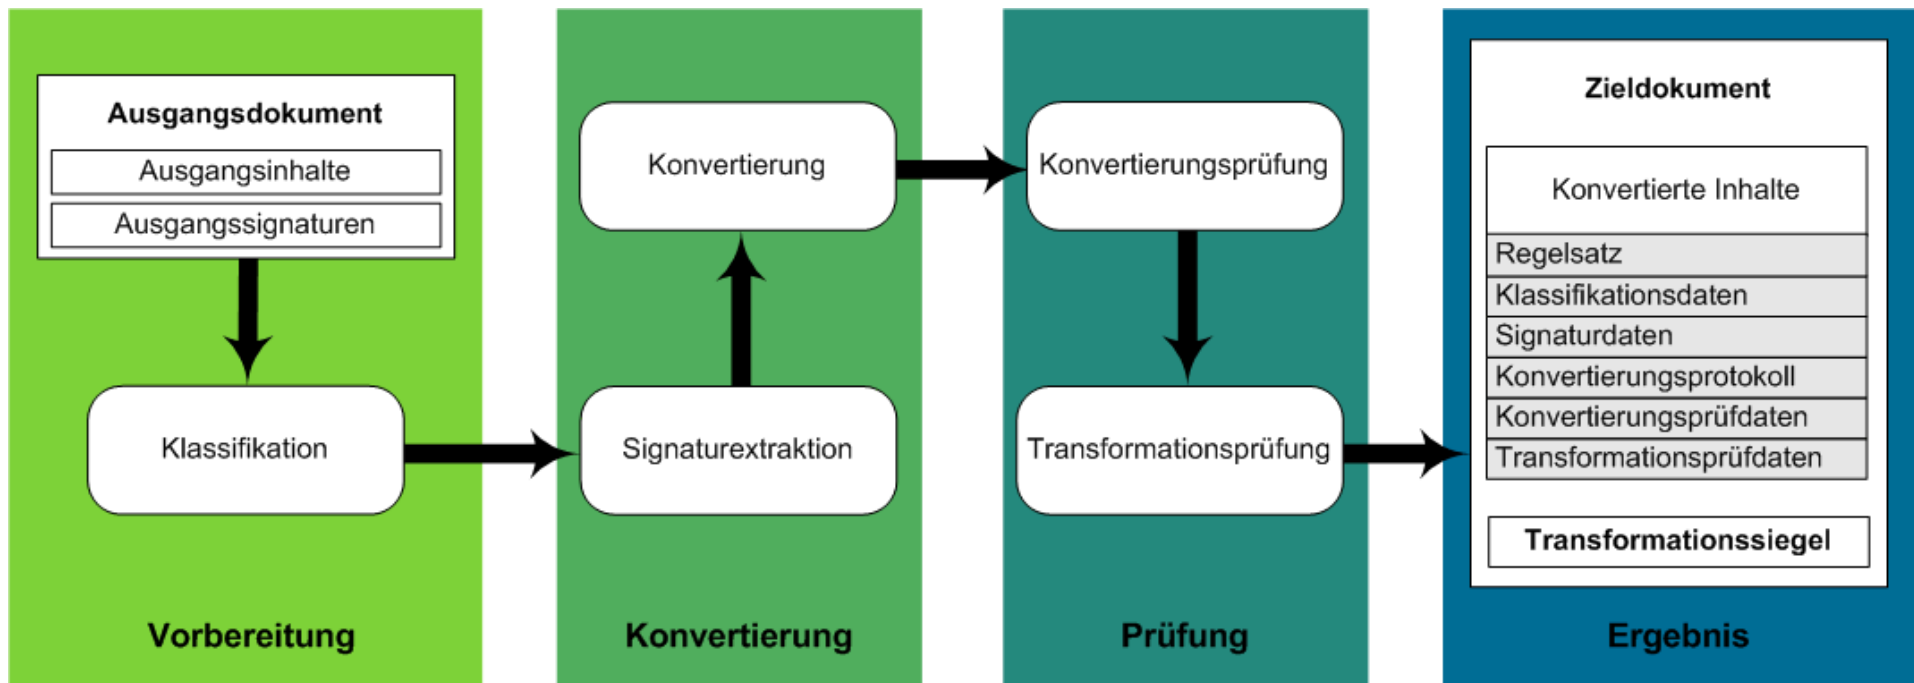 Ausgangsdokument
Ausgangsinhalte
Ausgangssignaturen
Klassifikation
Vorbereitung
Konvertierung
Signaturextraktion
Konvertierung
Konvertierungsprüfung
Transformationsprüfung
Prüfung
Zieldokument
Konvertierte Inhalte
Regelsatz
Klassifikationsdaten
Signaturdaten
Konvertierungsprotokoll
Konvertierungsprüfdaten
Transformationsprüfdaten
Transformationssiegel
Ergebnis